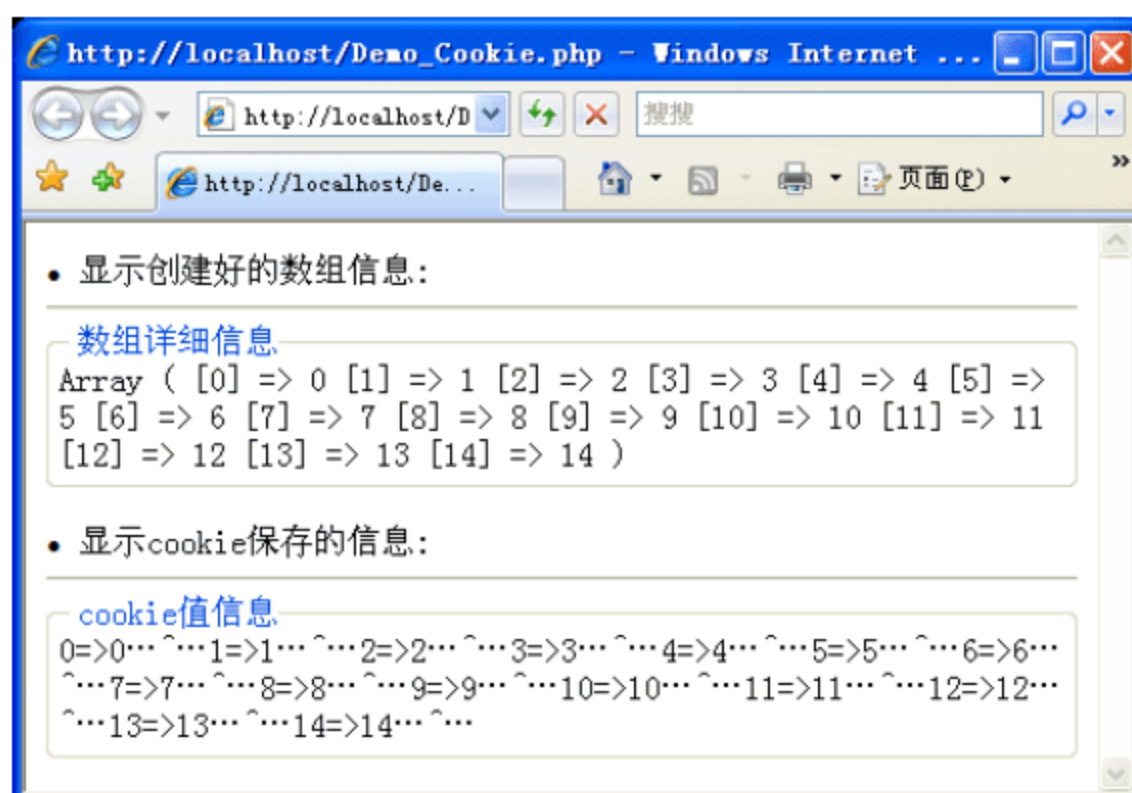 http://localhost/Demo_Cookie.php - Windows Internet ...
http://localhost/D
搜搜
http://localhost/De...
页面(P)
»
• 显示创建好的数组信息:
数组详细信息
Array ( [0] => 0 [1] => 1 [2] => 2 [3] => 3 [4] => 4 [5] =>
5 [6] => 6 [7] => 7 [8] => 8 [9] => 9 [10] => 10 [11] => 11
[12] => 12 [13] => 13 [14] => 14 )
• 显示cookie保存的信息:
cookie值信息
0=>0…^…1=>1…^…2=>2…^…3=>3…^…4=>4…^…5=>5…^…6=>6…
^…7=>7…^…8=>8…^…9=>9…^…10=>10…^…11=>11…^…12=>12…
^…13=>13…^…14=>14…^…